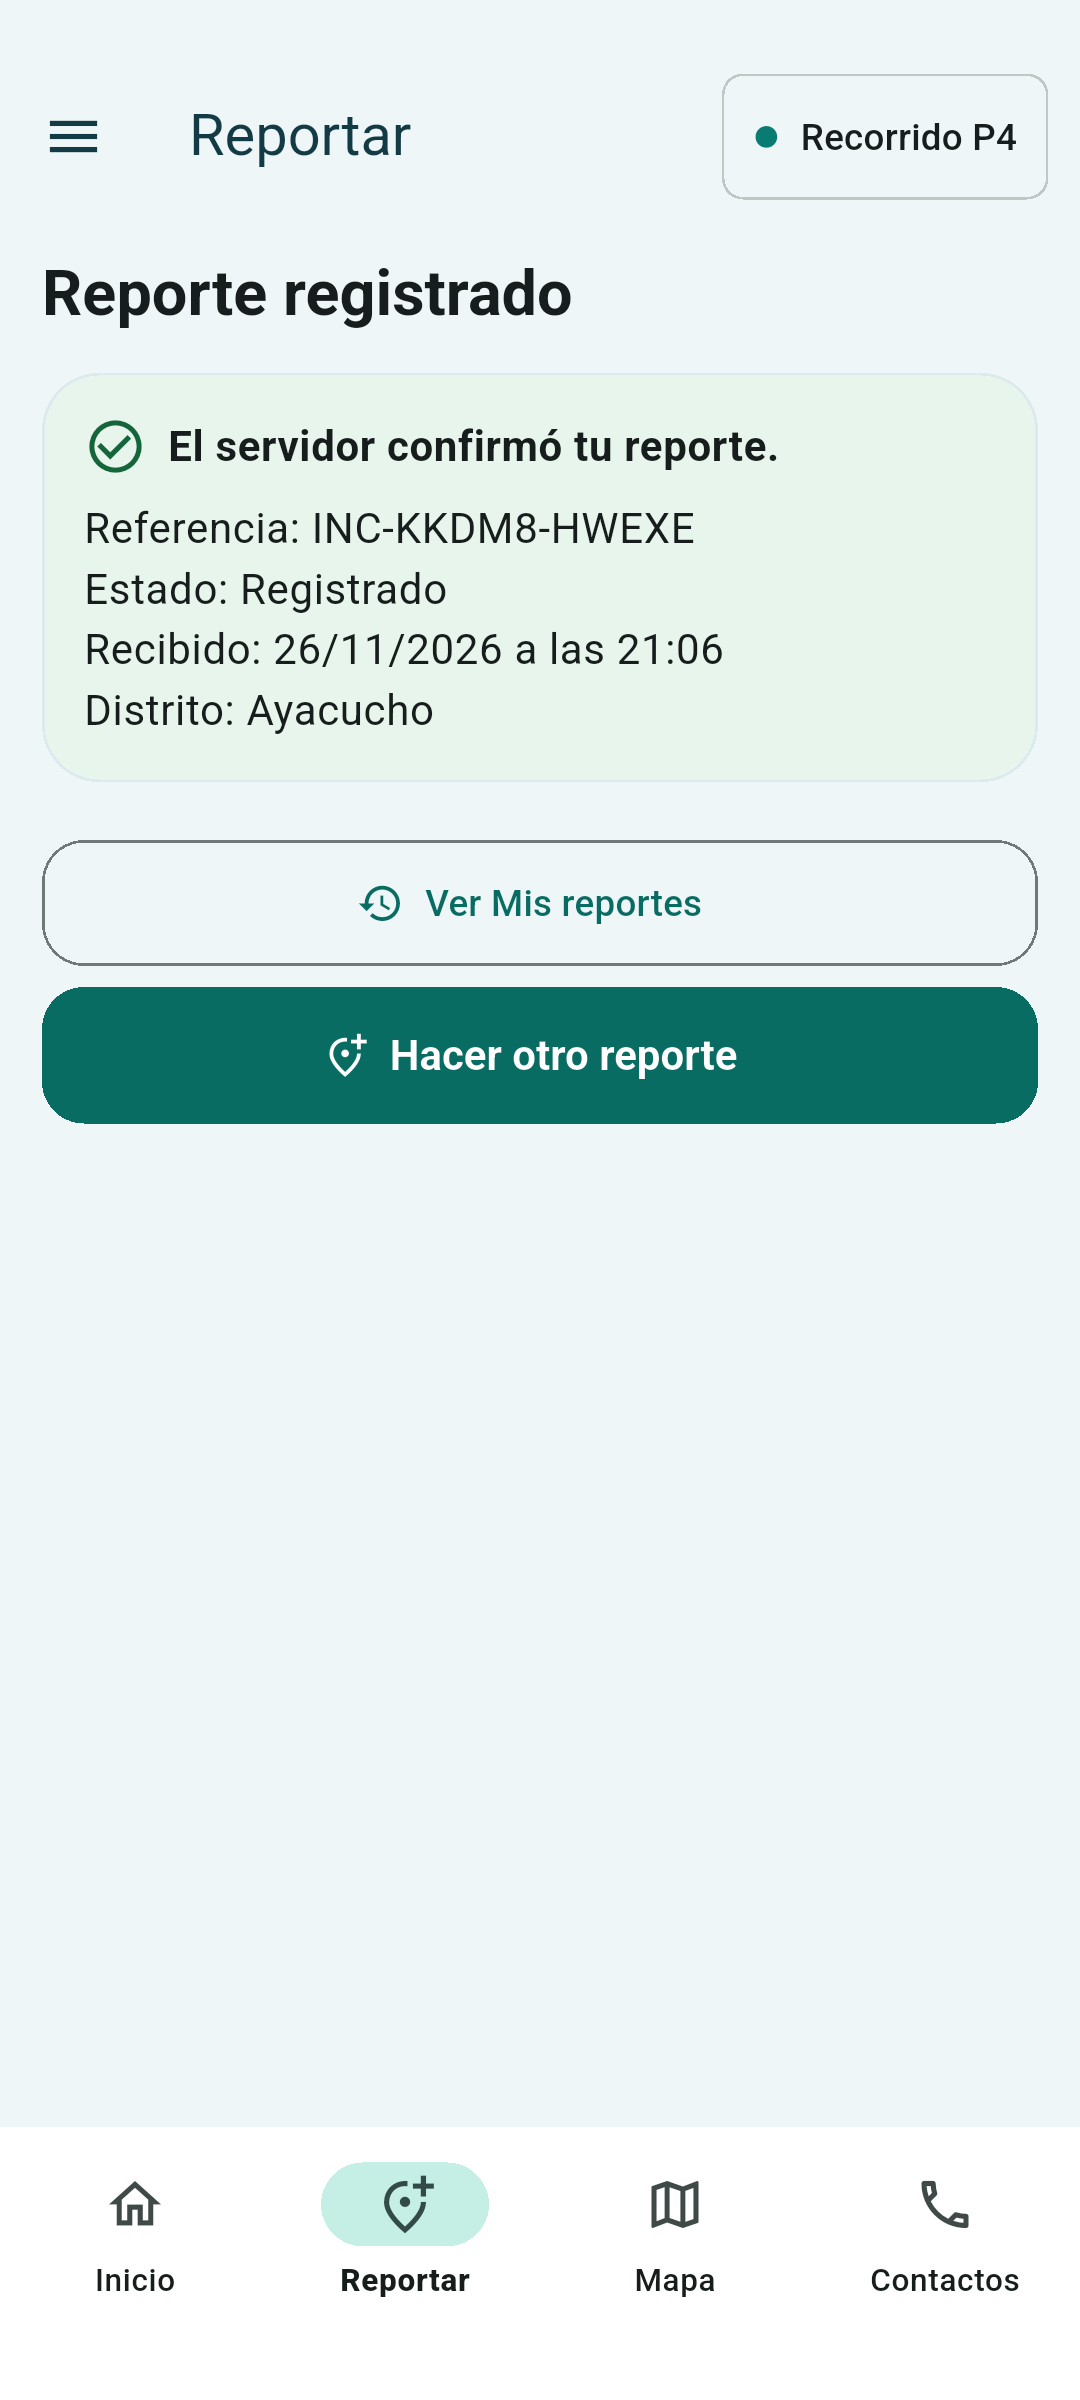 Reportar
Recorrido P4
Reporte registrado
El servidor confirmó tu reporte.
Referencia: INC-KKDM8-HWEXE
Estado: Registrado
Recibido: 26/11/2026 a las 21:06
Distrito: Ayacucho
Ver Mis reportes
Hacer otro reporte
Inicio
Reportar
Mapa
Contactos